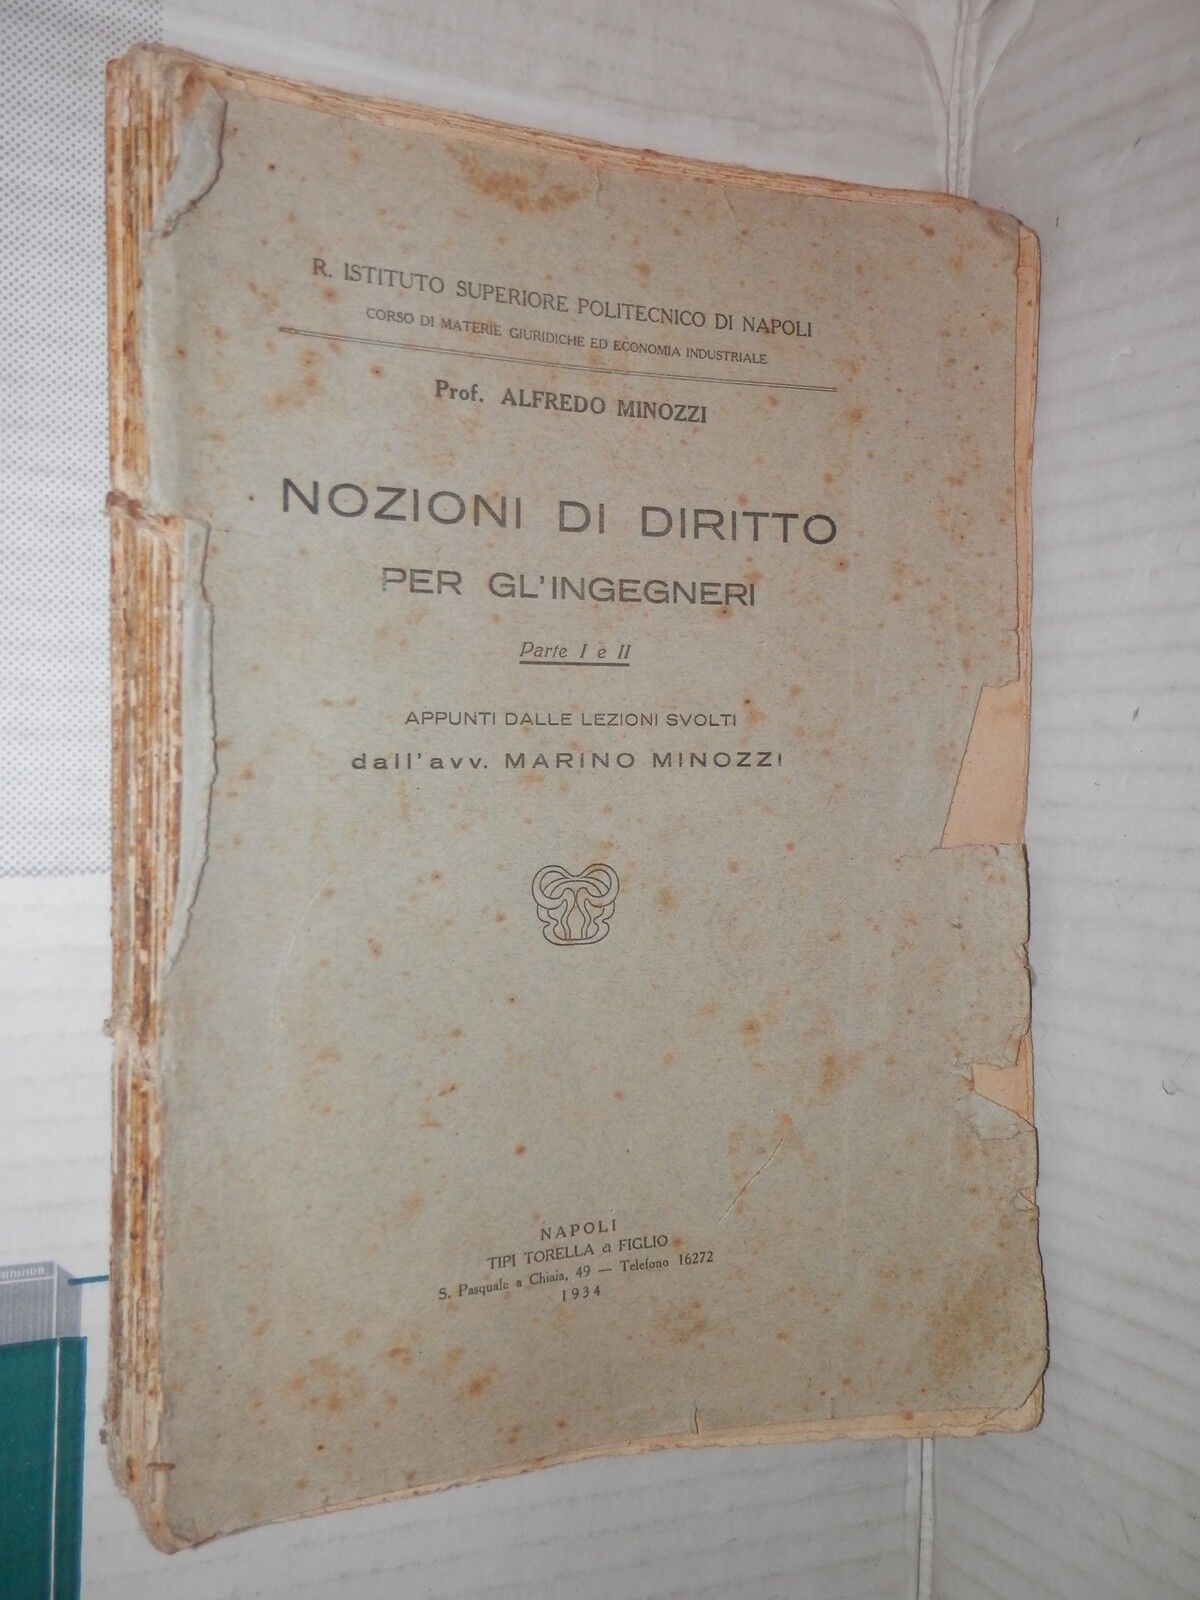 R. ISTITUTO SUPERIORE POLITECNICO DI NAPOLI
CORSO DI MATERIE GIURIDICHE ED ECONOMIA INDUSTRIALE
Prof. ALFREDO MINOZZI
NOZIONI DI DIRITTO
PER GL'INGEGNERI
Parte I e II
APPUNTI DALLE LEZIONI SVOLTI
dall'avv. MARINO MINOZZI
NAPOLI
TIPI TORELLA & FIGLIO
S. Pasquale a Chiaia, 49 — Telefono 16272
1934